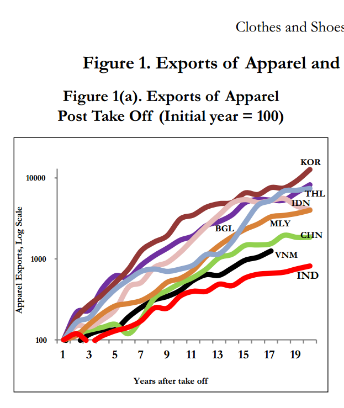 Clothes and Shoes
Figure 1. Exports of Apparel and
Figure 1(a). Exports of Apparel
Post Take Off (Initial year = 100)
Apparel Exports, Log Scale
10000
1000
100
KOR
THL
IDN
BGL
MLY
CHN
VNM
IND
1 3 5 7 9 11 13 15 17 19
Years after take off